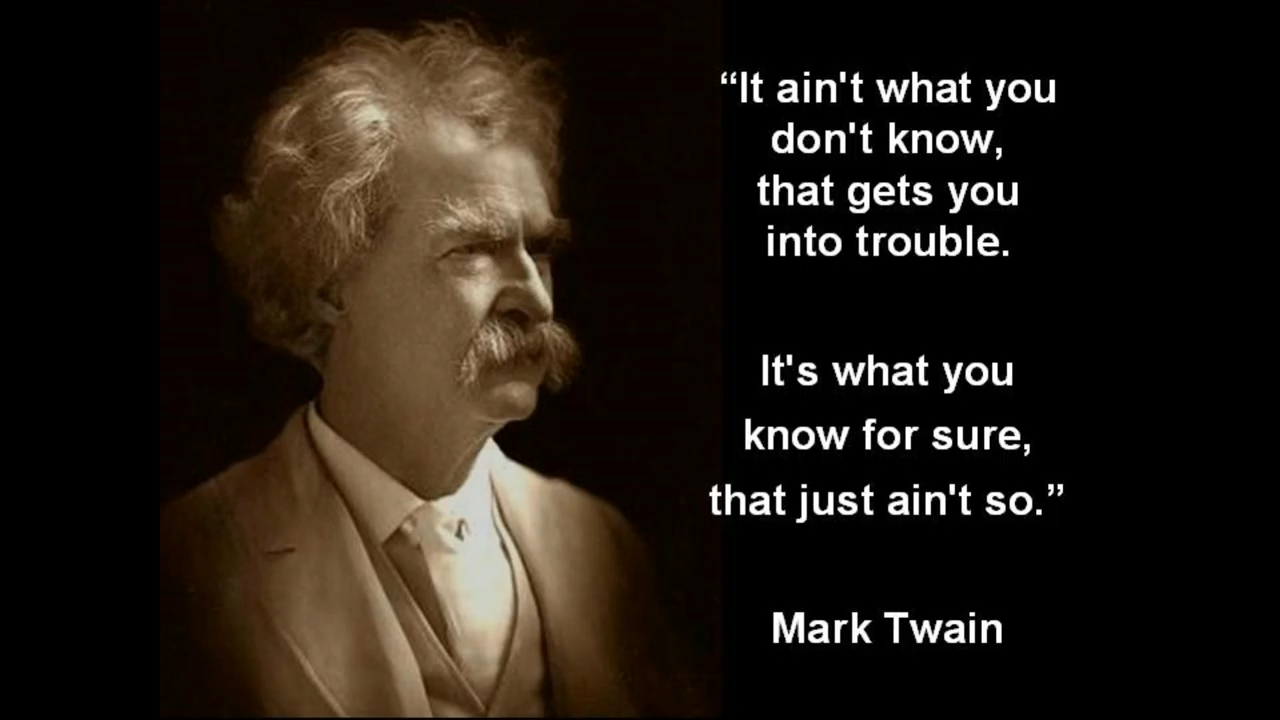 “It ain't what you
don't know,
that gets you
into trouble.
It's what you
know for sure,
that just ain't so.”
Mark Twain